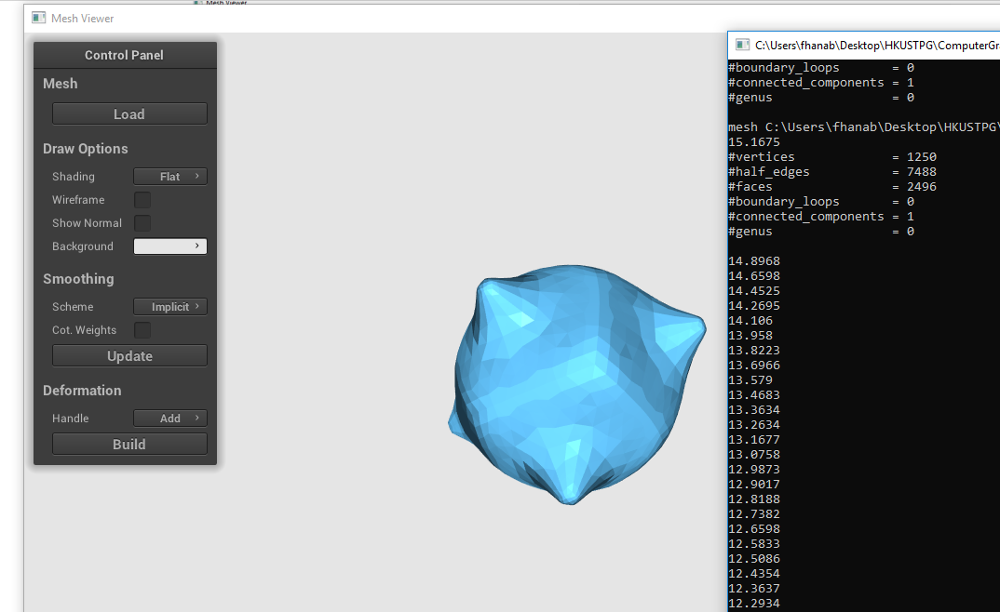 Mesh Viewer
Mesh Viewer
Control Panel
Mesh
Load
Draw Options
Shading Flat ›
Wireframe
Show Normal
Background ›
Smoothing
Scheme Implicit ›
Cot. Weights
Update
Deformation
Handle Add ›
Build
C:\Users\fhanab\Desktop\HKUSTPG\ComputerGra
#boundary_loops = 0
#connected_components = 1
#genus = 0
mesh C:\Users\fhanab\Desktop\HKUSTPG\
15.1675
#vertices = 1250
#half_edges = 7488
#faces = 2496
#boundary_loops = 0
#connected_components = 1
#genus = 0
14.8968
14.6598
14.4525
14.2695
14.106
13.958
13.8223
13.6966
13.579
13.4683
13.3634
13.2634
13.1677
13.0758
12.9873
12.9017
12.8188
12.7382
12.6598
12.5833
12.5086
12.4354
12.3637
12.2934